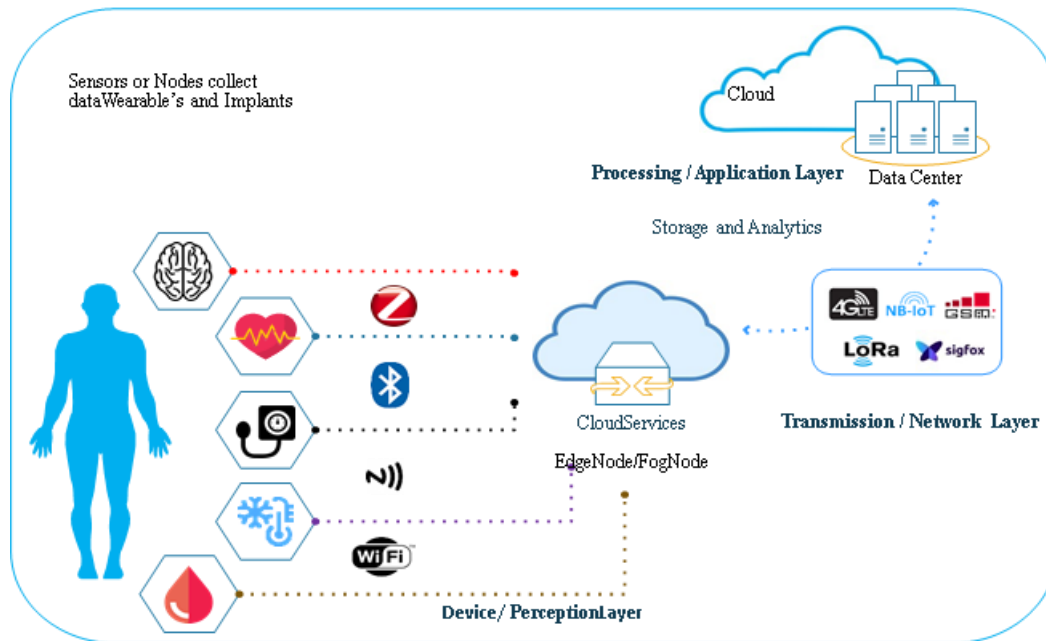 Sensors or Nodes collect
dataWearable's and Implants
Cloud
Processing / Application Layer
Data Center
Storage and Analytics
4G LTE
NB-IoT
GSM
LoRa
sigfox
CloudServices
Transmission / Network Layer
EdgeNode/FogNode
WiFi
Device/ PerceptionLayer